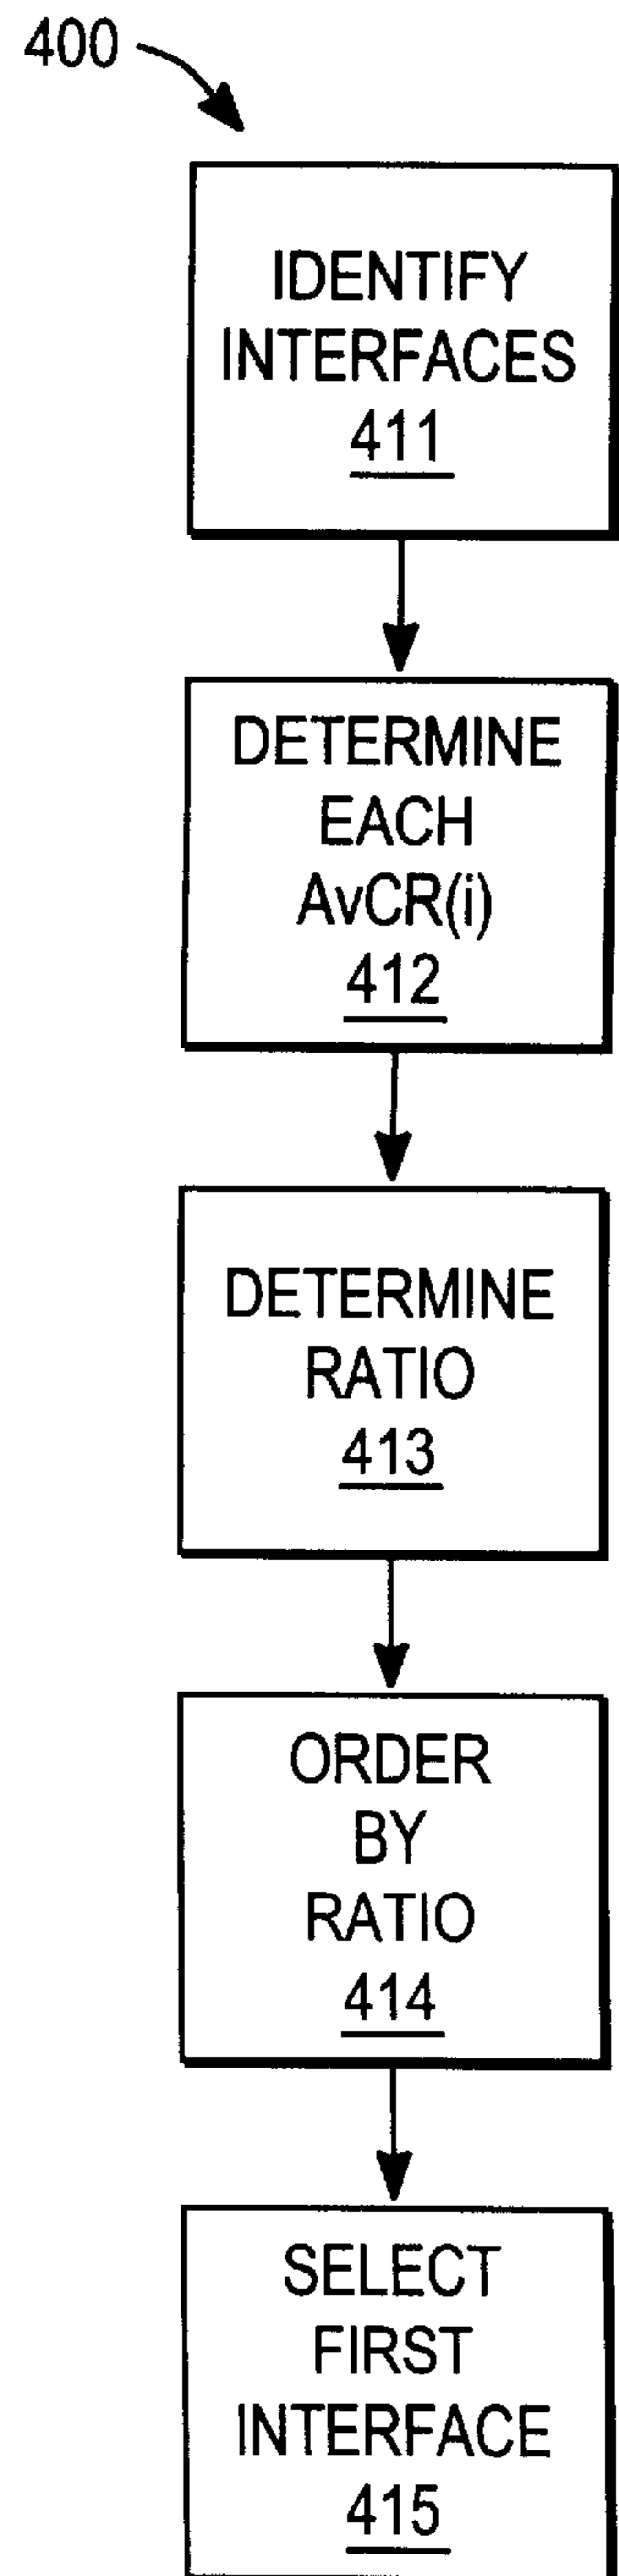 400
IDENTIFY
INTERFACES
411
DETERMINE
EACH
AvCR(i)
412
DETERMINE
RATIO
413
ORDER
BY
RATIO
414
SELECT
FIRST
INTERFACE
415